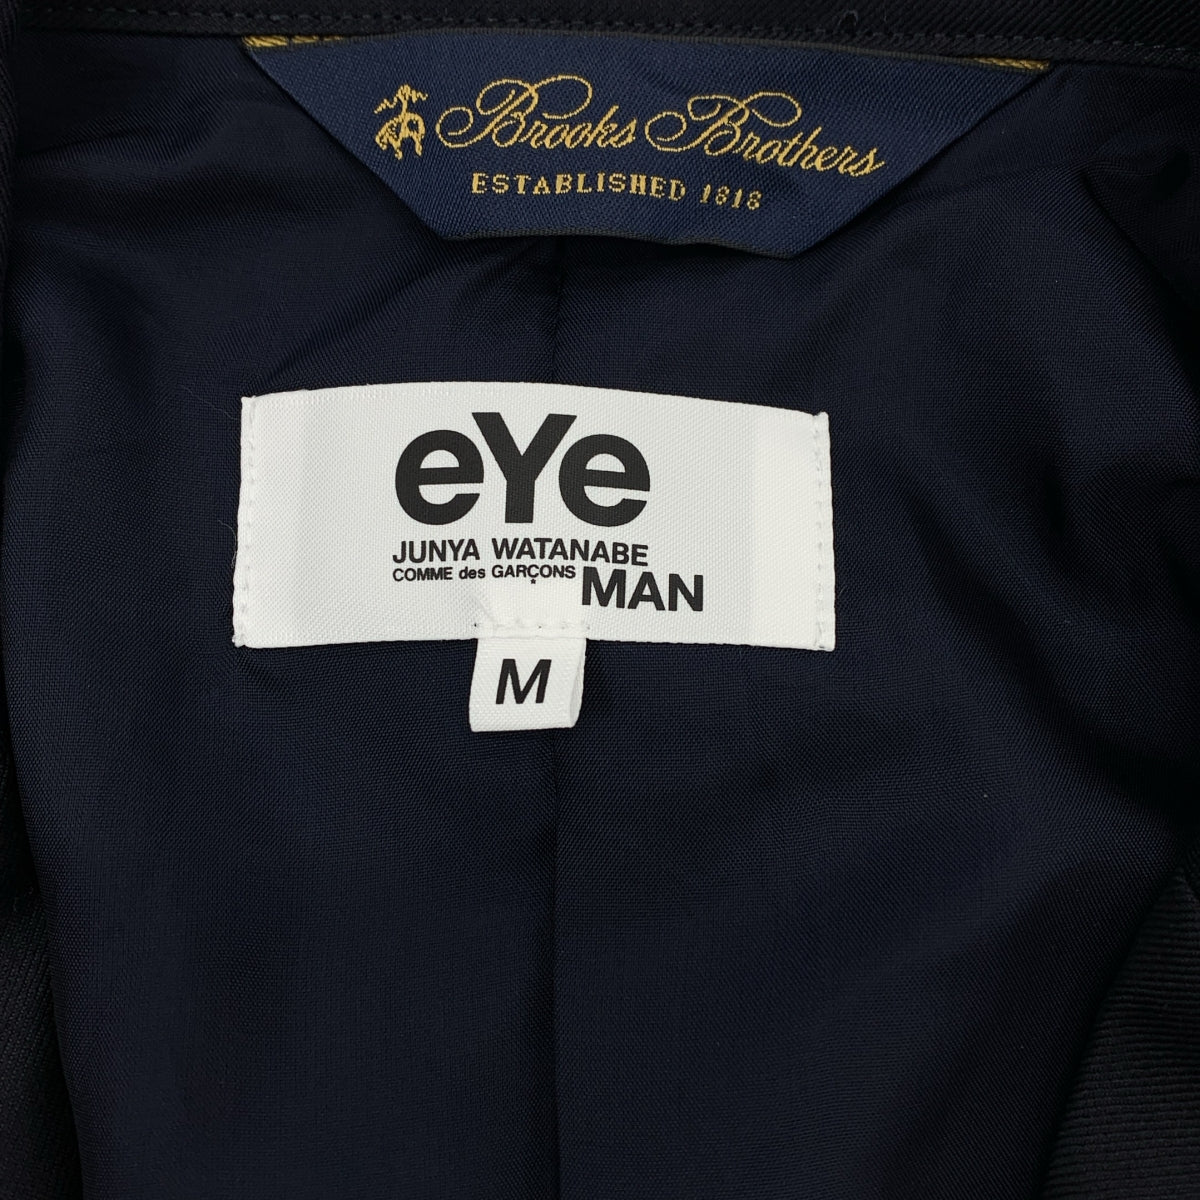 Brooks Brothers
ESTABLISHED 1818
eYe
JUNYA WATANABE
COMME des GARÇONS MAN
M